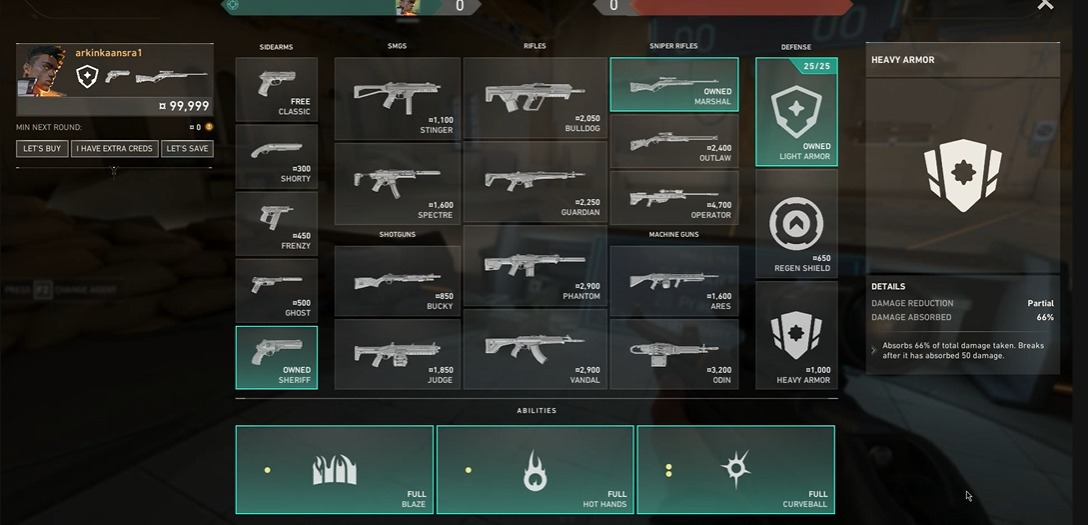 0
0
arkinkaansra1
¤ 99,999
MIN NEXT ROUND:
¤ 0
LET'S BUY
I HAVE EXTRA CREDS
LET'S SAVE
PRESS F2 CHANGE AGENT
SIDEARMS
FREE
CLASSIC
¤300
SHORTY
¤450
FRENZY
¤500
GHOST
OWNED
SHERIFF
SMGS
¤1,100
STINGER
¤1,600
SPECTRE
SHOTGUNS
¤850
BUCKY
¤1,850
JUDGE
RIFLES
¤2,050
BULLDOG
¤2,250
GUARDIAN
¤2,900
PHANTOM
¤2,900
VANDAL
SNIPER RIFLES
OWNED
MARSHAL
¤2,400
OUTLAW
¤4,700
OPERATOR
MACHINE GUNS
¤1,600
ARES
¤3,200
ODIN
DEFENSE
25/25
OWNED
LIGHT ARMOR
¤650
REGEN SHIELD
¤1,000
HEAVY ARMOR
HEAVY ARMOR
DETAILS
DAMAGE REDUCTION Partial
DAMAGE ABSORBED 66%
Absorbs 66% of total damage taken. Breaks
after it has absorbed 50 damage.
ABILITIES
FULL
BLAZE
FULL
HOT HANDS
FULL
CURVEBALL